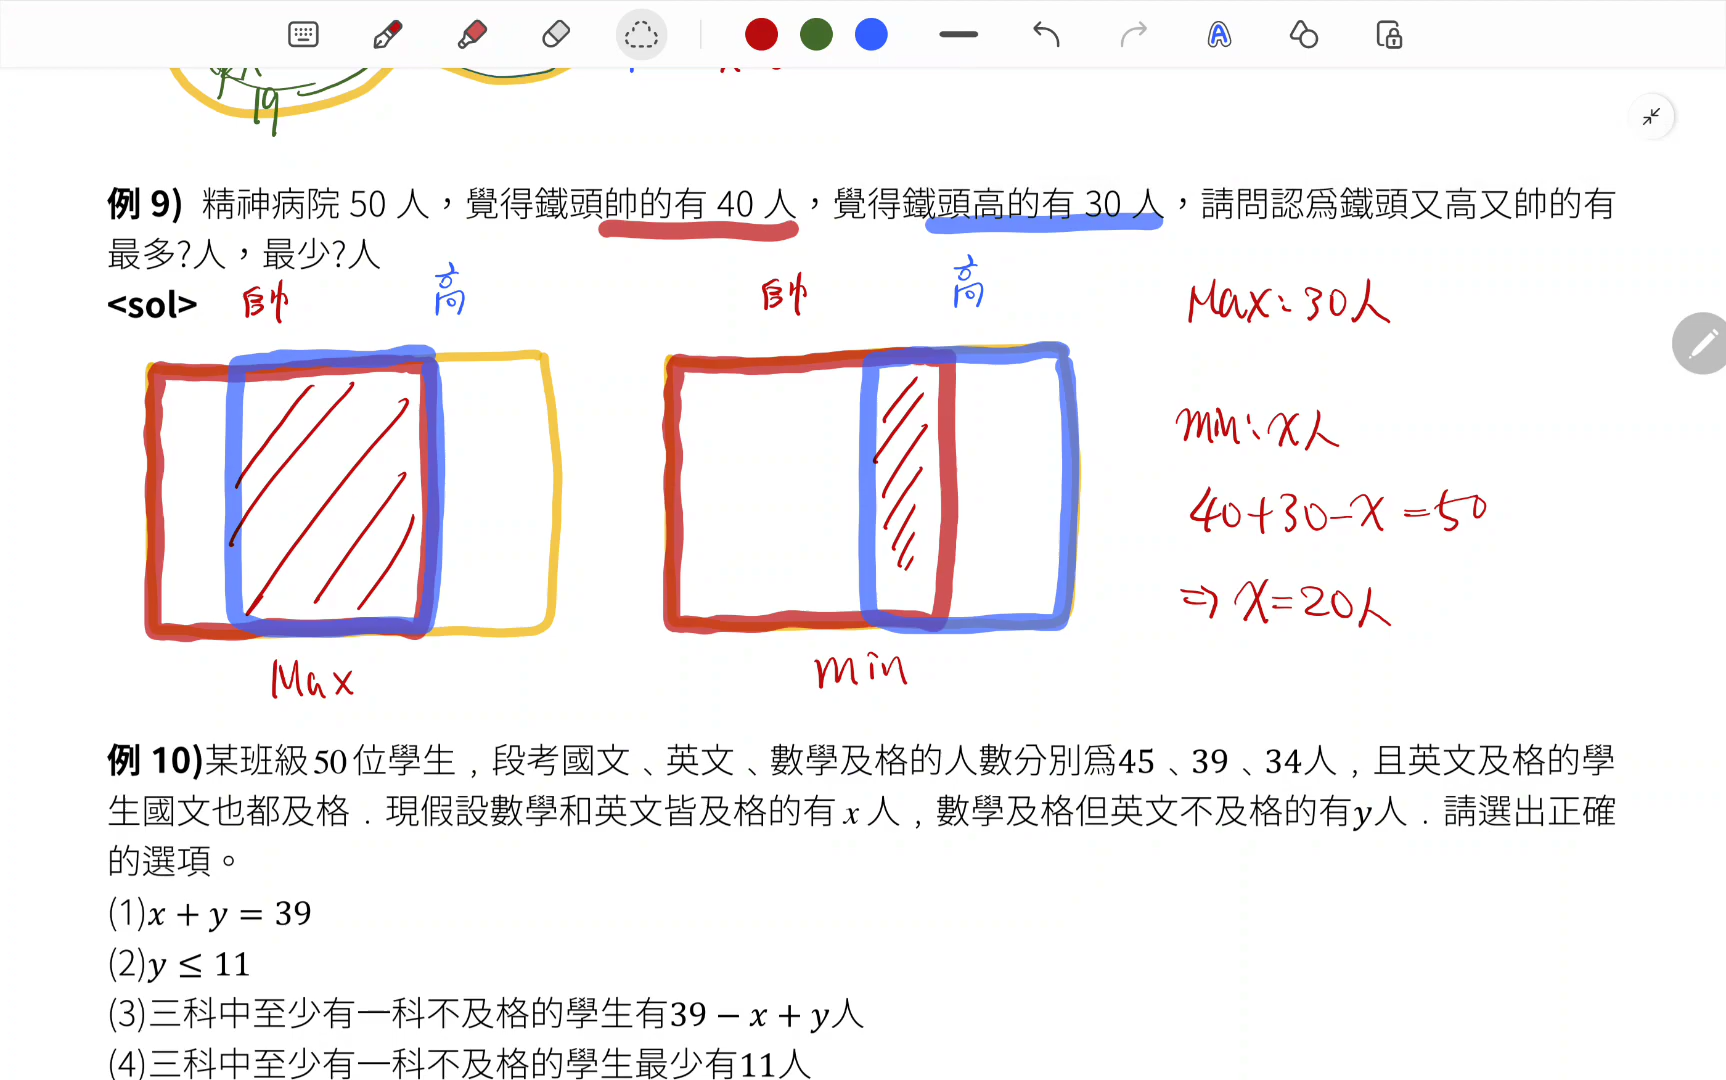 19
例 9) 精神病院 50 人，覺得鐵頭帥的有 40 人，覺得鐵頭高的有 30 人，請問認為鐵頭又高又帥的有
最多?人，最少?人
<sol> 帥 高 帥 高 Max：30人
min：x人
40+30-x=50
⇒ x=20人
Max min
例 10)某班級50位學生﹐段考國文﹑英文﹑數學及格的人數分別為45﹑39﹑34人﹐且英文及格的學
生國文也都及格﹒現假設數學和英文皆及格的有 x 人﹐數學及格但英文不及格的有y人﹒請選出正確
的選項。
(1)x + y = 39
(2)y ≤ 11
(3)三科中至少有一科不及格的學生有39 − x + y人
(4)三科中至少有一科不及格的學生最少有11人